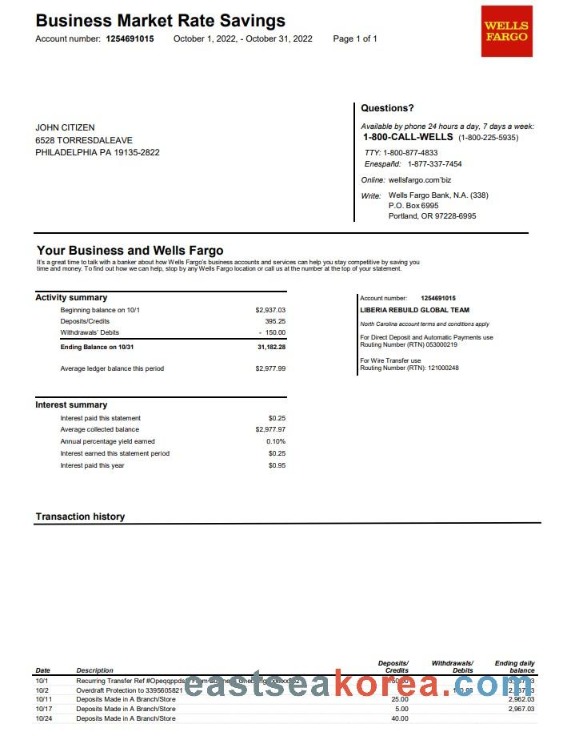 Business Market Rate Savings
Account number: 1254691015 October 1, 2022, - October 31, 2022 Page 1 of 1
WELLS
FARGO
JOHN CITIZEN
6528 TORRESDALEAVE
PHILADELPHIA PA 19135-2822
Questions?
Available by phone 24 hours a day, 7 days a week:
1-800-CALL-WELLS (1-800-225-5935)
TTY: 1-800-877-4833
Enespañd: 1-877-337-7454
Online: wellsfargo.com'biz
Write: Wells Fargo Bank, N.A. (338)
P.O. Box 6995
Portland, OR 97228-6995
Your Business and Wells Fargo
It's a great time to talk with a banker about how Wells Fargo's business accounts and services can help you stay competitive by saving you
time and money. To find out how we can help, stop by any Wells Fargo location or call us at the number at the top of your statement.
Activity summary
Beginning balance on 10/1 $2,937.03
Deposits/Credits 395.25
Withdrawals' Debits - 150.00
Ending Balance on 10/31 31,182.28
Average ledger balance this period $2,977.99
Account number: 1254691015
LIBERIA REBUILD GLOBAL TEAM
North Carolina account terms and conditions apply
For Direct Deposit and Automatic Payments use
Routing Number (RTN) 053000219
For Wire Transfer use
Routing Number (RTN): 121000248
Interest summary
Interest paid this statement $0.25
Average collected balance $2,977.97
Annual percentage yield earned 0.10%
Interest earned this statement period $0.25
Interest paid this year $0.95
Transaction history
Date Description Deposits/ Credits Withdrawals/ Debits Ending daily balance
10/1 Recurring Transfer Ref
10/2 Overdraft Protection to 3395605821
10/11 Deposits Made in A Branch/Store 25.00 2,962.03
10/17 Deposits Made in A Branch/Store 5.00 2,967.03
10/24 Deposits Made in A Branch/Store 40.00
eastseakorea.com